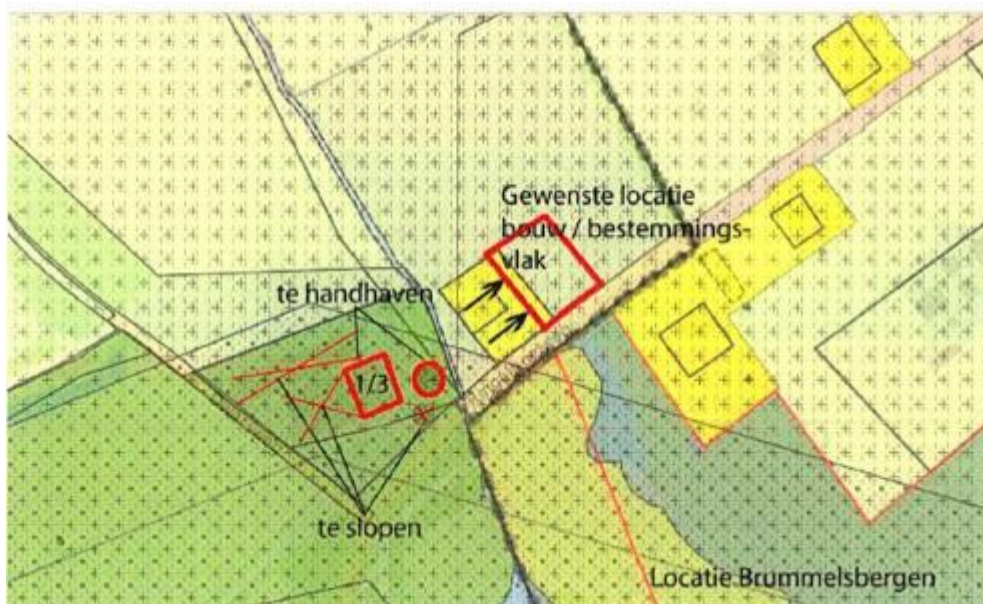 Gewenste locatie
bouw / bestemmings-
vlak
te handhaven
1/3
te slopen
Locatie Brummelsbergen